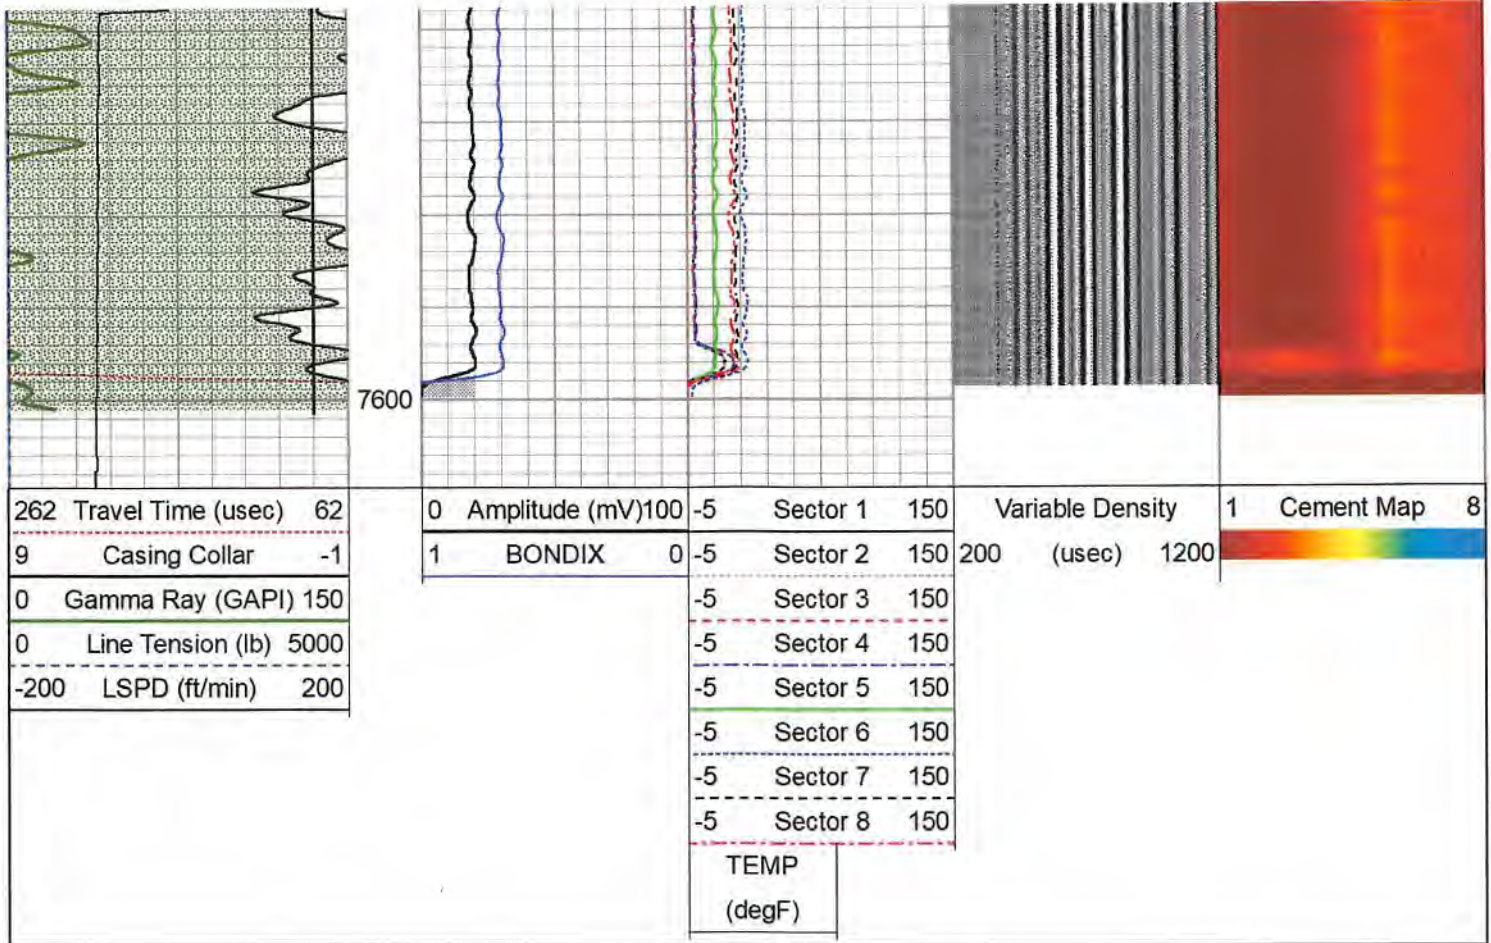 7600
262 Travel Time (usec) 62
9 Casing Collar -1
0 Gamma Ray (GAPI) 150
0 Line Tension (lb) 5000
-200 LSPD (ft/min) 200
0 Amplitude (mV)100
1 BONDIX 0
-5 Sector 1 150
-5 Sector 2 150
-5 Sector 3 150
-5 Sector 4 150
-5 Sector 5 150
-5 Sector 6 150
-5 Sector 7 150
-5 Sector 8 150
TEMP
(degF)
Variable Density
200 (usec) 1200
1 Cement Map 8